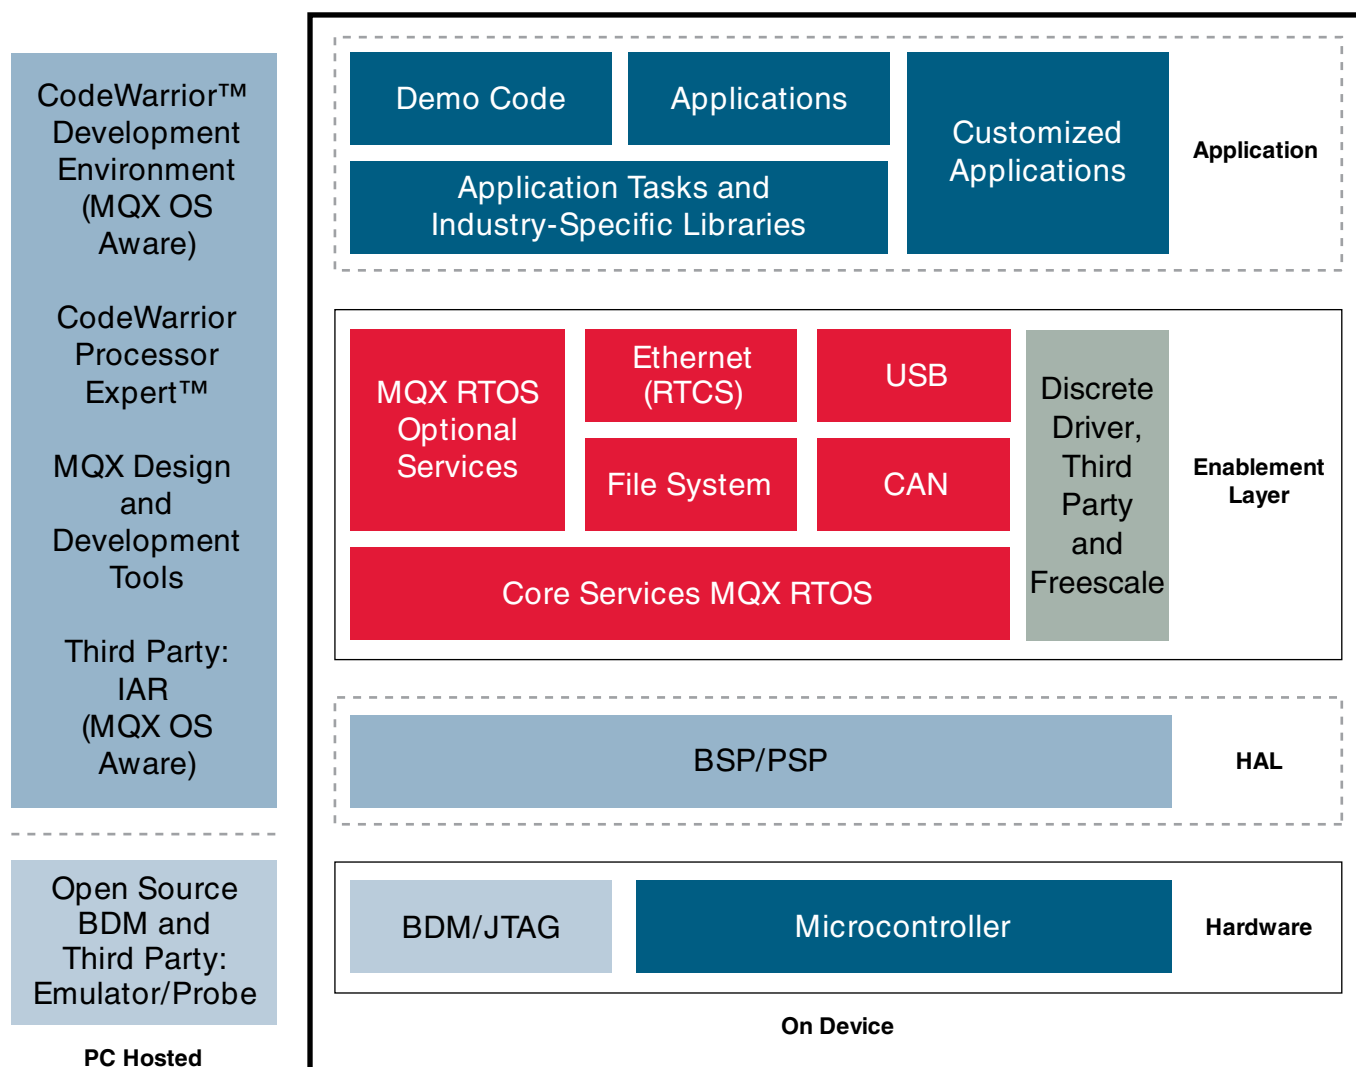 CodeWarrior™
Development
Environment
(MQX OS
Aware)
CodeWarrior
Processor
Expert™
MQX Design
and
Development
Tools
Third Party:
IAR
(MQX OS
Aware)
Open Source
BDM and
Third Party:
Emulator/Probe
PC Hosted
Demo Code
Applications
Customized
Applications
Application Tasks and
Industry-Specific Libraries
Application
MQX RTOS
Optional
Services
Ethernet
(RTCS)
USB
File System
CAN
Core Services MQX RTOS
Discrete
Driver,
Third
Party
and
Freescale
Enablement
Layer
BSP/PSP
HAL
BDM/JTAG
Microcontroller
Hardware
On Device